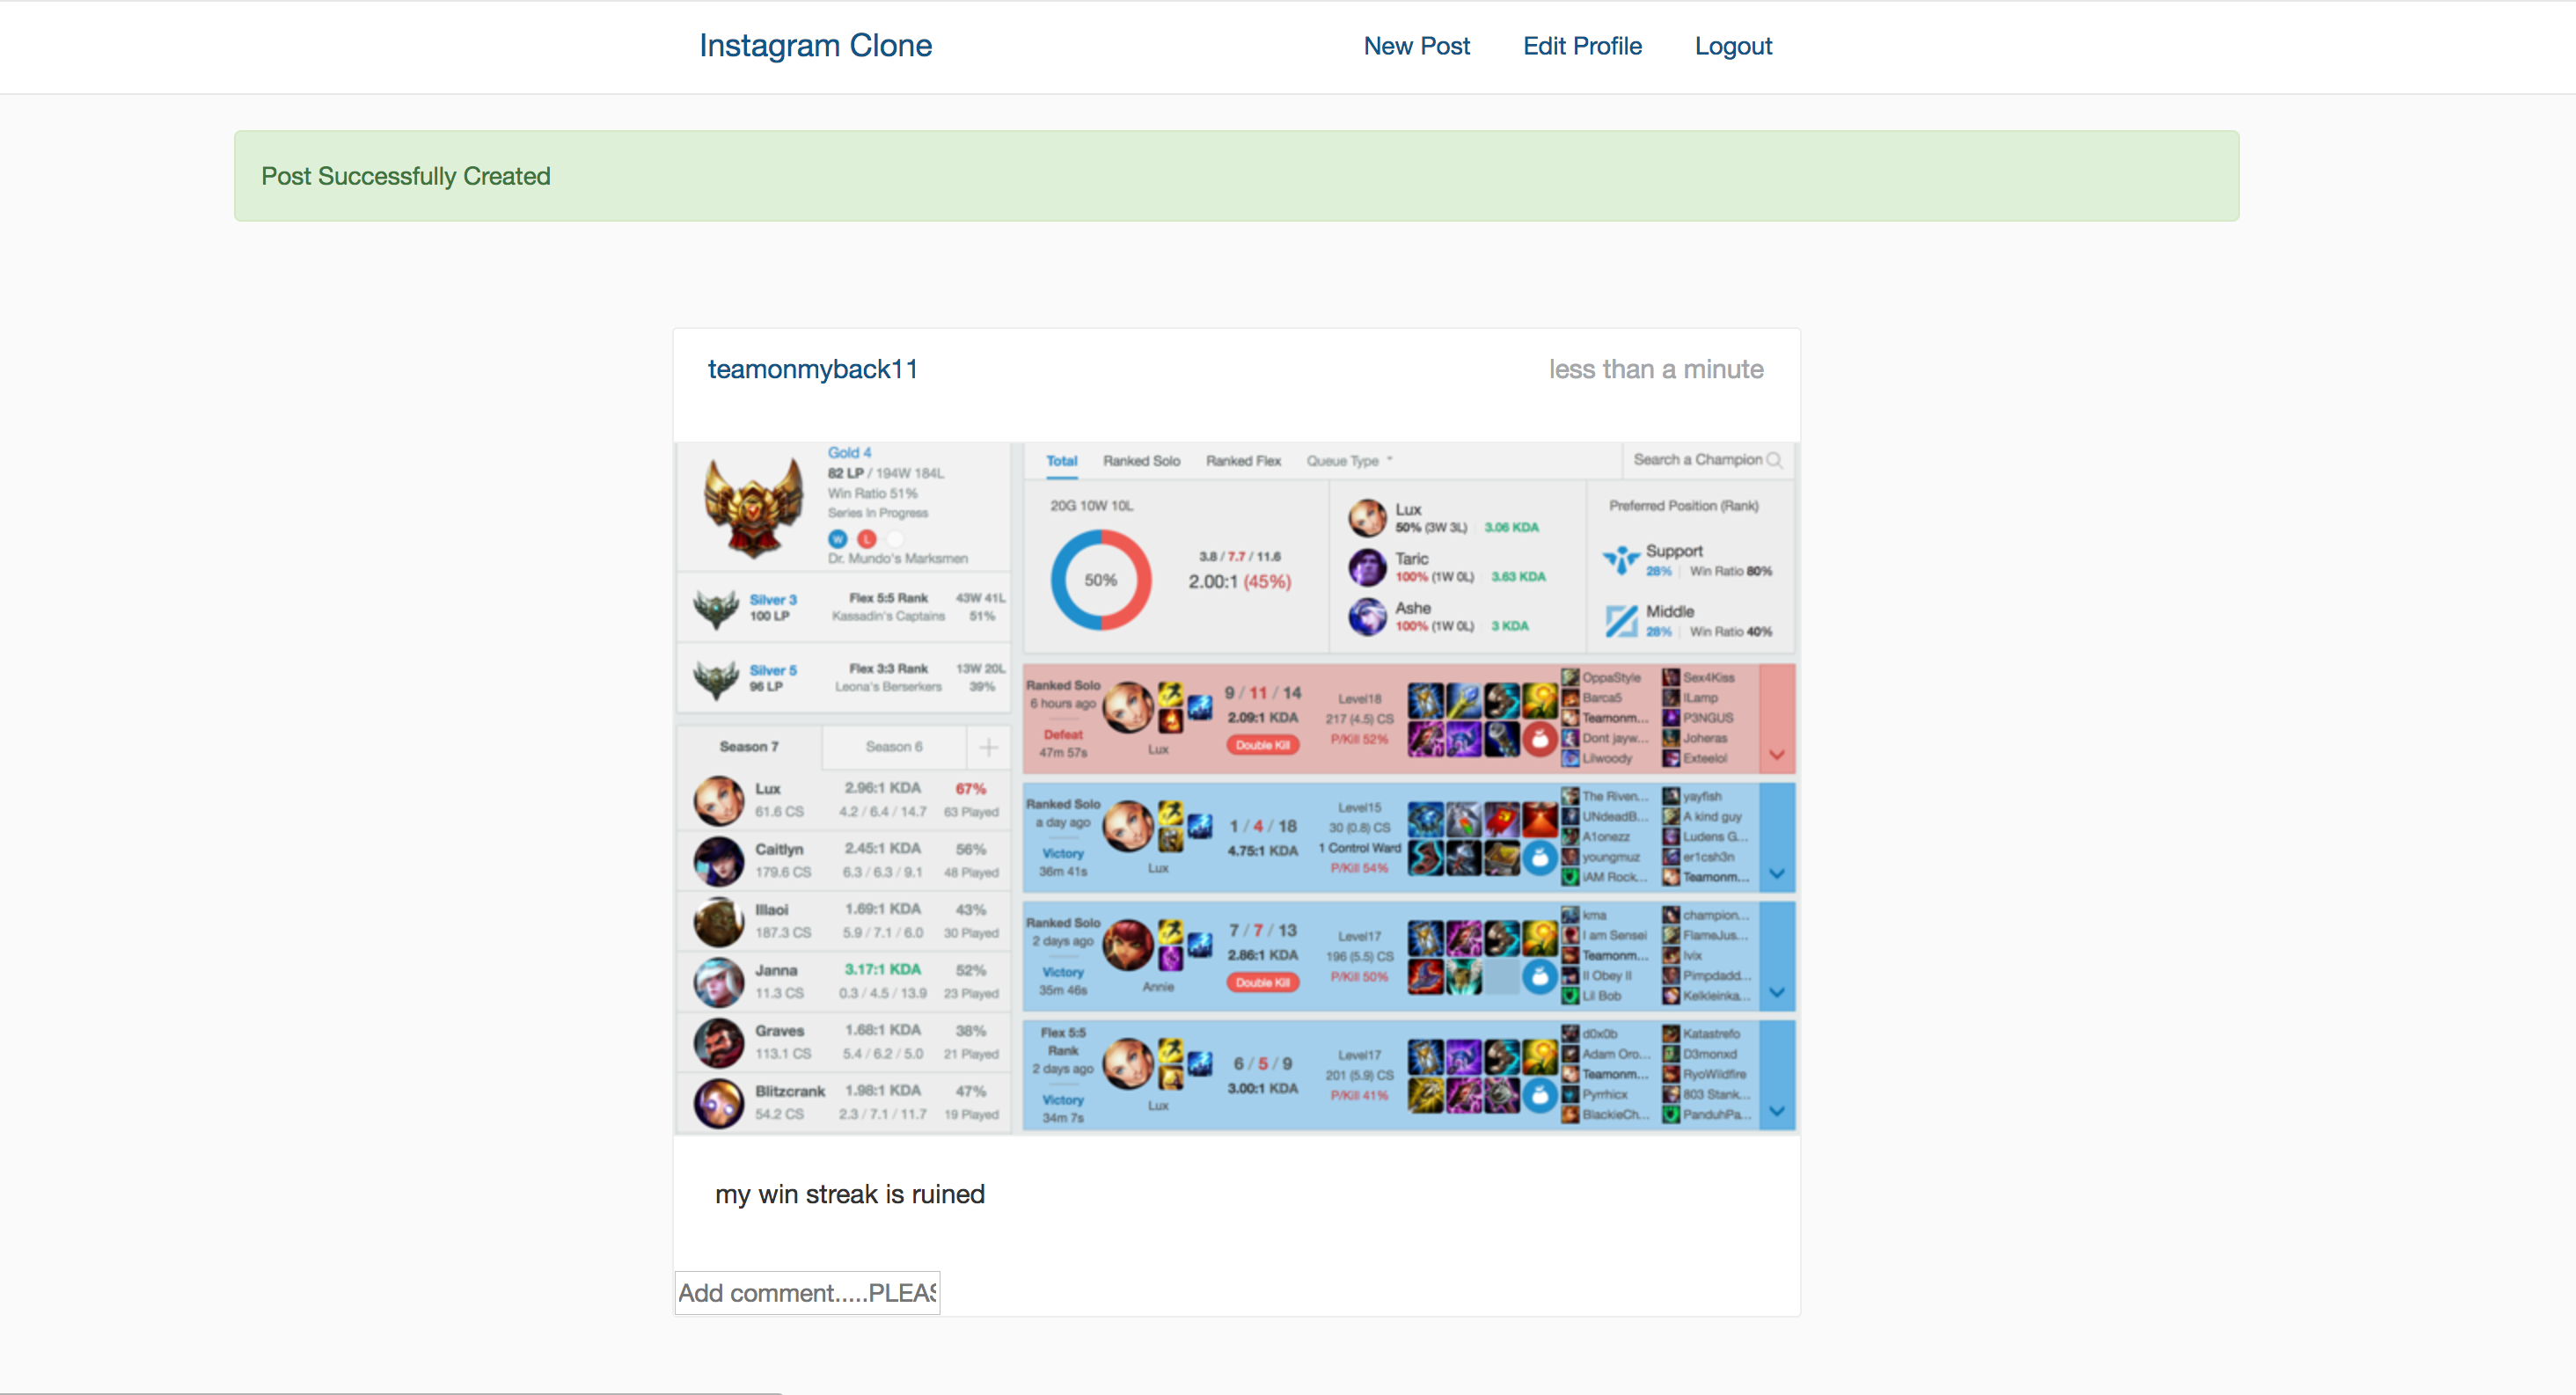 Instagram Clone New Post Edit Profile Logout
Post Successfully Created
teamonmyback11 less than a minute
Gold 4
82 LP / 194W 184L
Win Ratio 51%
Series In Progress
W L
Dr. Mundo's Marksmen
Silver 3 Flex 5:5 Rank 43W 41L
100 LP Kassadin's Captains 51%
Silver 5 Flex 3:3 Rank 13W 20L
96 LP Leona's Berserkers 39%
Season 7 Season 6
Lux 2.96:1 KDA 67%
61.6 CS 4.2 / 6.4 / 14.7 63 Played
Caitlyn 2.45:1 KDA 56%
179.6 CS 6.3 / 6.3 / 9.1 48 Played
Illaoi 1.69:1 KDA 43%
187.3 CS 5.9 / 7.1 / 6.0 30 Played
Janna 3.17:1 KDA 52%
11.3 CS 0.3 / 4.5 / 13.9 23 Played
Graves 1.68:1 KDA 38%
113.1 CS 5.4 / 6.2 / 5.0 21 Played
Blitzcrank 1.98:1 KDA 47%
54.2 CS 2.3 / 7.1 / 11.7 19 Played
Total Ranked Solo Ranked Flex Queue Type Search a Champion
20G 10W 10L
50%
3.8 / 7.7 / 11.6
2.00:1 (45%)
Lux
50% (3W 3L) 3.06 KDA
Taric
100% (1W 0L) 3.63 KDA
Ashe
100% (1W 0L) 3 KDA
Preferred Position (Rank)
Support
28% Win Ratio 80%
Middle
28% Win Ratio 40%
Ranked Solo
6 hours ago
Defeat
47m 57s
Lux
9 / 11 / 14
2.09:1 KDA
Double Kill
Level18
217 (4.5) CS
P/Kill 52%
OppaStyle Sex4Kiss
Barca5 ILamp
Teamonm... P3NGUS
Dont jayw... Joheras
Lilwoody Exteelol
Ranked Solo
a day ago
Victory
36m 41s
Lux
1 / 4 / 18
4.75:1 KDA
Level15
30 (0.8) CS
1 Control Ward
P/Kill 54%
The Riven... yayfish
UNdeadB... A kind guy
A1onezz Ludens G...
youngmuz er1csh3n
iAM Rock... Teamonm...
Ranked Solo
2 days ago
Victory
35m 46s
Annie
7 / 7 / 13
2.86:1 KDA
Double Kill
Level17
196 (5.5) CS
P/Kill 50%
kma champion...
I am Sensei FlameJus...
Teamonm... Ivix
II Obey II Pimpdadd...
Lil Bob Kelkleinka...
Flex 5:5
Rank
2 days ago
Victory
34m 7s
Lux
6 / 5 / 9
3.00:1 KDA
Level17
201 (5.9) CS
P/Kill 41%
d0x0b Katastrefo
Adam Oro... D3monxd
Teamonm... RyoWildfire
Pyrrhicx 803 Stank...
BlackieCh... PanduhPa...
my win streak is ruined
Add comment.....PLEAS